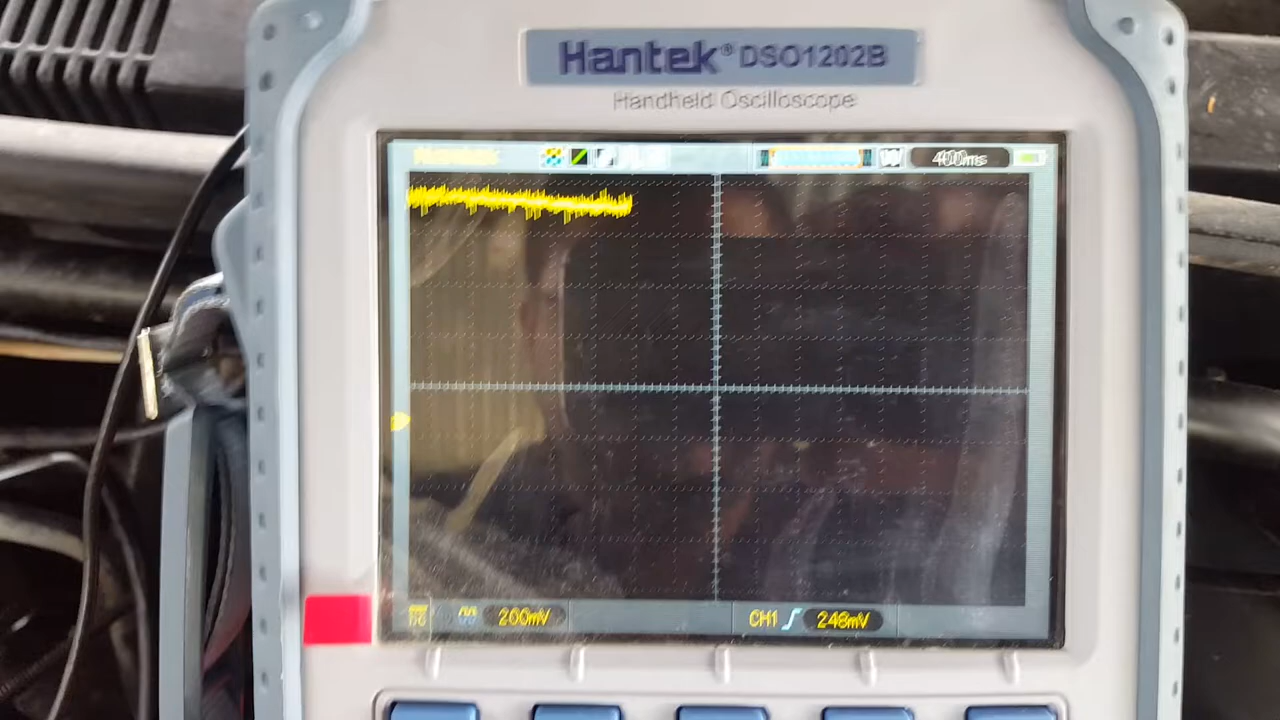 Hantek® DSO1202B
Handheld Oscilloscope
400ms
200mV
CH1 248mV